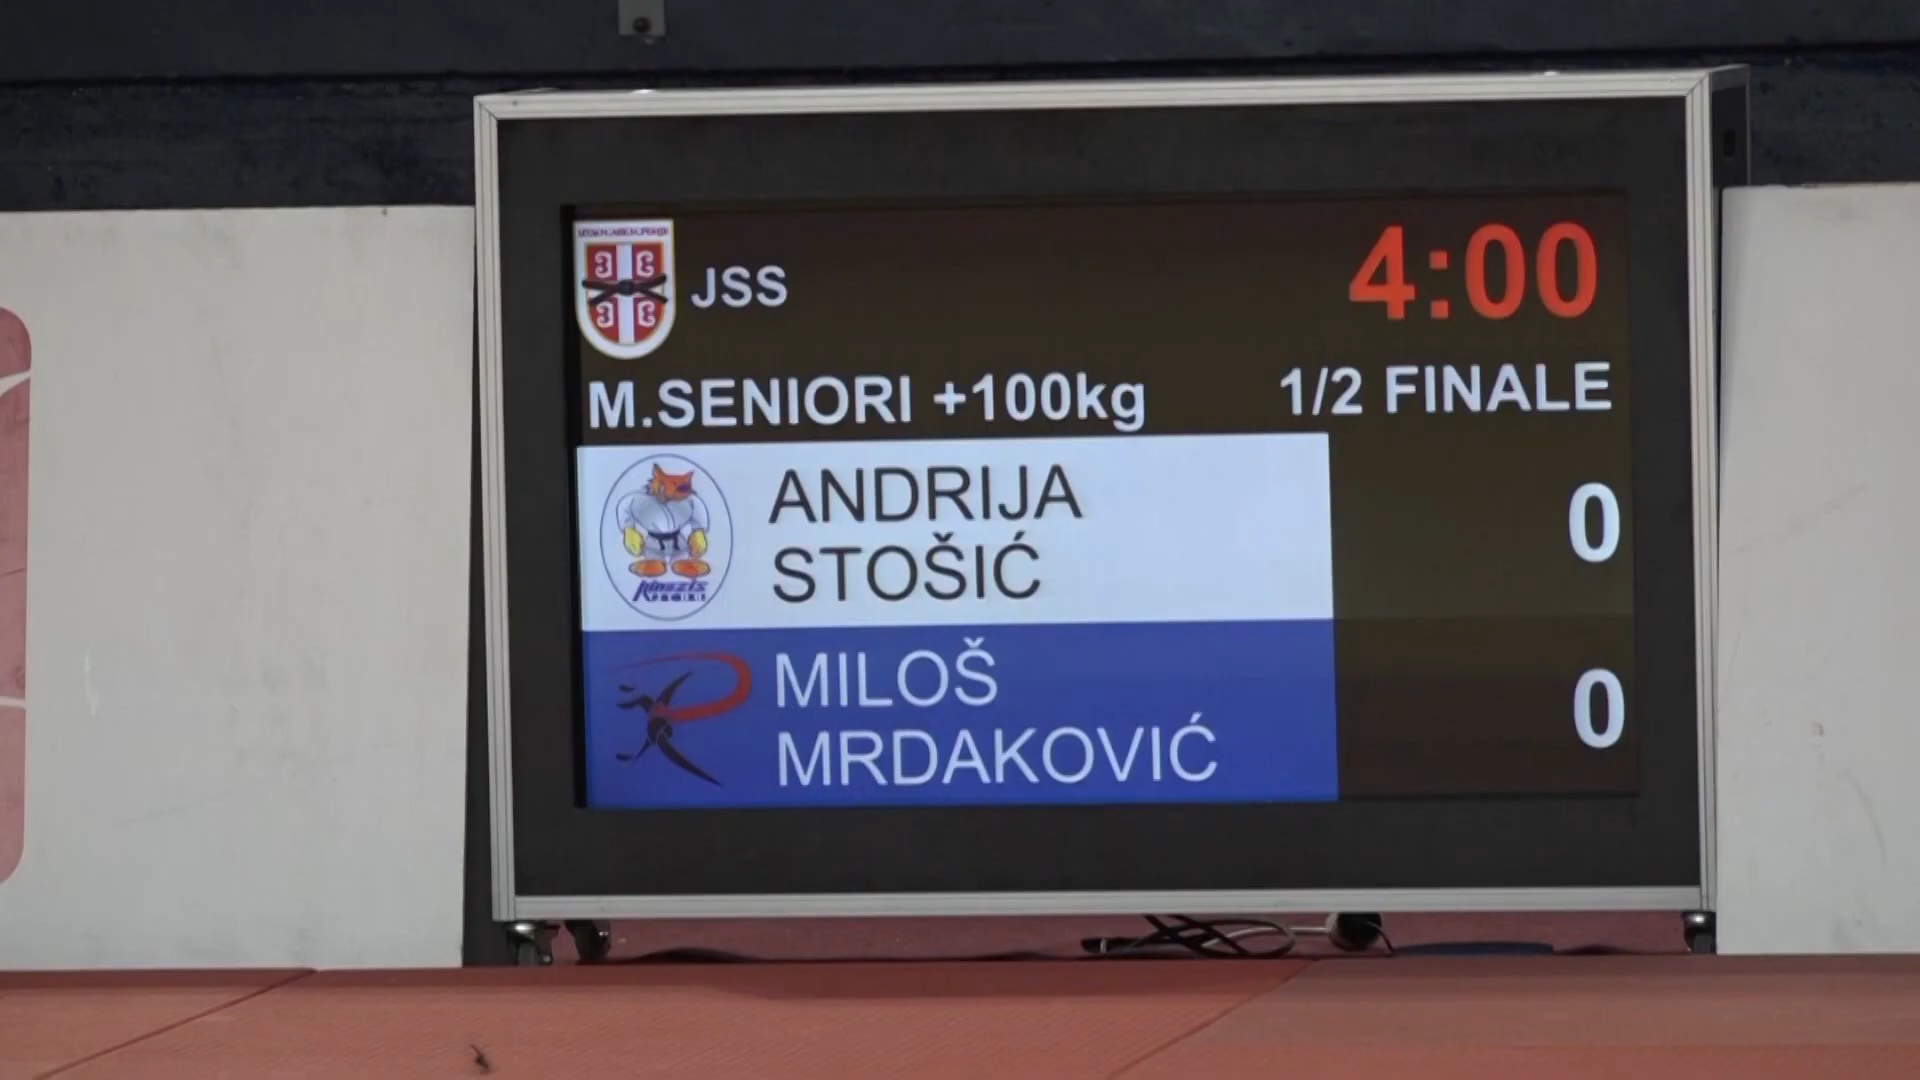 JSS
4:00
M.SENIORI +100kg
1/2 FINALE
ANDRIJA
STOŠIĆ
0
MILOŠ
MRDAKOVIĆ
0